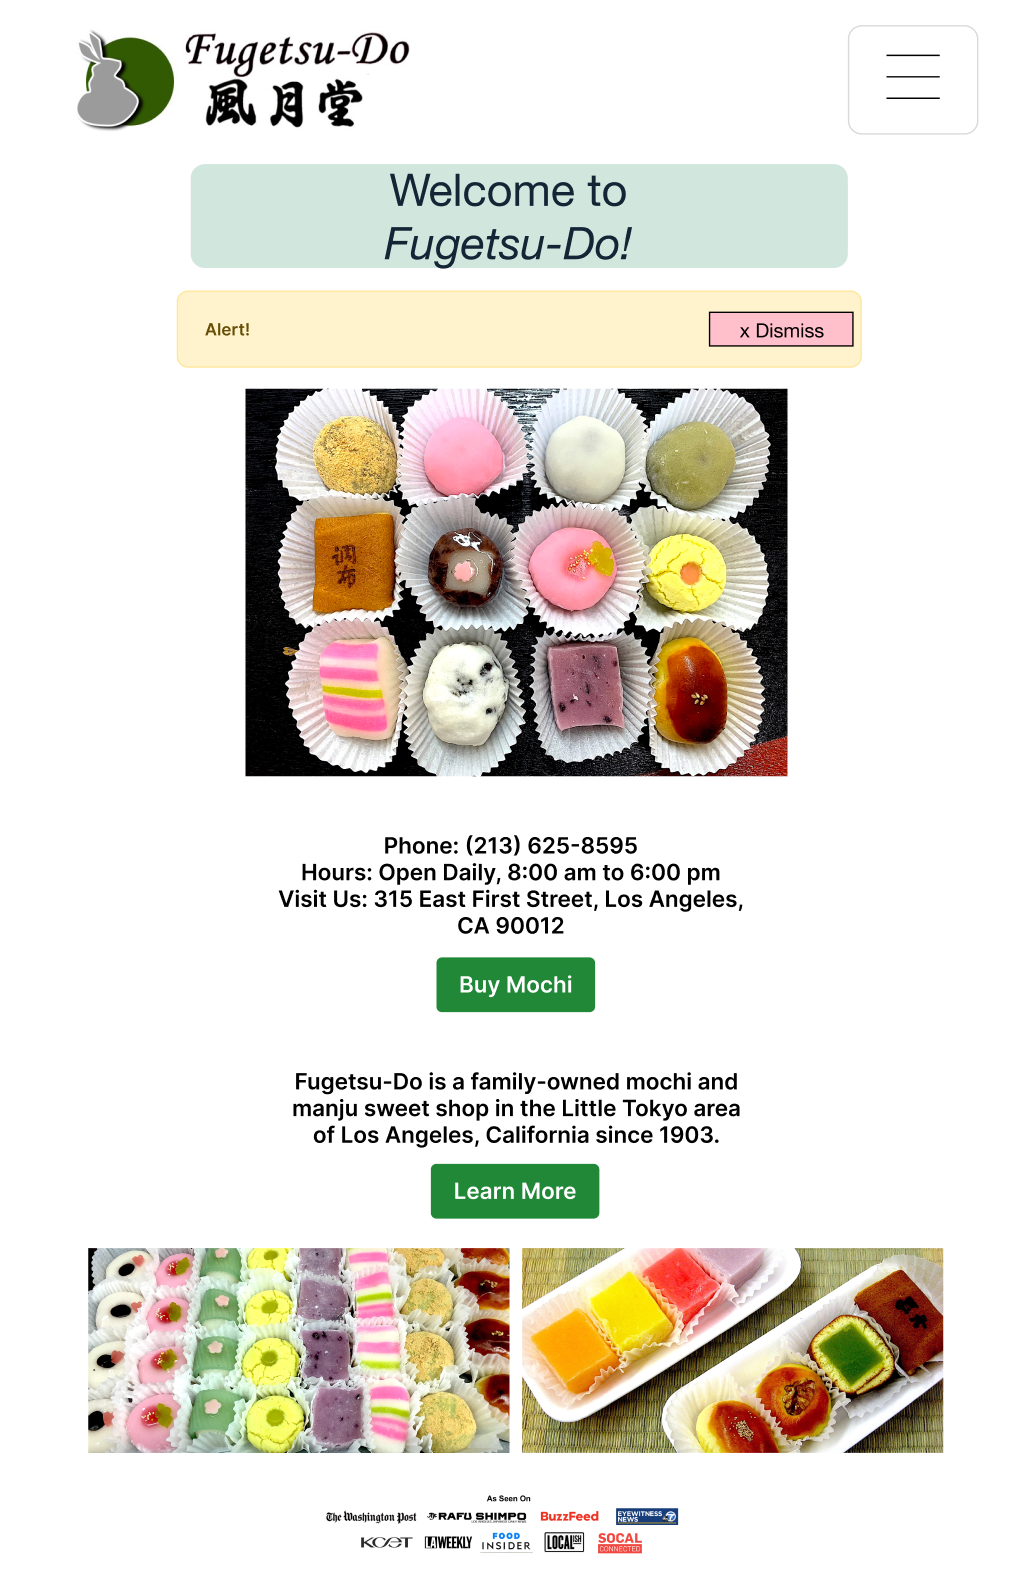 Fugetsu-Do
風月堂
Welcome to
Fugetsu-Do!
Alert!
x Dismiss
调布
Phone: (213) 625-8595
Hours: Open Daily, 8:00 am to 6:00 pm
Visit Us: 315 East First Street, Los Angeles,
CA 90012
Buy Mochi
Fugetsu-Do is a family-owned mochi and
manju sweet shop in the Little Tokyo area
of Los Angeles, California since 1903.
Learn More
As Seen On
The Washington Post
RAFU SHIMPO
BuzzFeed
EYEWITNESS
NEWS 7
KCET
LA WEEKLY
FOOD
INSIDER
LOCALISH
SOCAL
CONNECTED